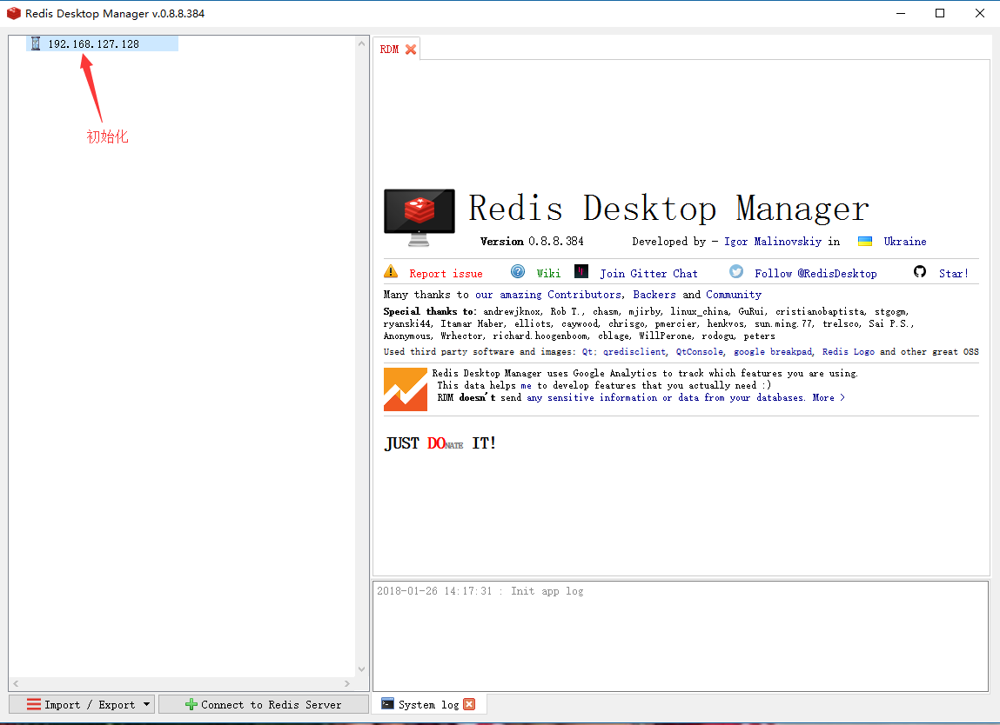 Redis Desktop Manager v.0.8.8.384
192.168.127.128
初始化
RDM
Redis Desktop Manager
Version 0.8.8.384 Developed by - Igor Malinovskiy in Ukraine
Report issue Wiki Join Gitter Chat Follow @RedisDesktop Star!
Many thanks to our amazing Contributors, Backers and Community
Special thanks to: andrewjknox, Rob T., chasm, mjirby, linux_china, GuRui, cristianobaptista, stgogm,
ryanski44, Itamar Haber, elliots, caywood, chrisgo, pmercier, henkvos, sun.ming.77, trelsco, Sai P.S.,
Anonymous, Wrhector, richard.hoogenboom, cblage, WillPerone, rodogu, peters
Used third party software and images: Qt; qredisclient, QtConsole, google breakpad, Redis Logo and other great OSS
Redis Desktop Manager uses Google Analytics to track which features you are using.
This data helps me to develop features that you actually need :)
RDM doesn't send any sensitive information or data from your databases. More >
JUST DONATE IT!
2018-01-26 14:17:31 : Init app log
Import / Export
Connect to Redis Server
System log